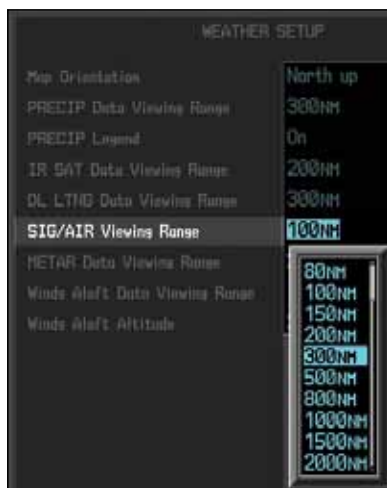 WEATHER SETUP
Map Orientation North up
PRECIP Data Viewing Range 300NM
PRECIP Legend On
IR SAT Data Viewing Range 200NM
DL LTNG Data Viewing Range 300NM
SIG/AIR Viewing Range 100NM
METAR Data Viewing Range
Winds Aloft Data Viewing Range
Winds Aloft Altitude
80NM
100NM
150NM
200NM
300NM
500NM
800NM
1000NM
1500NM
2000NM